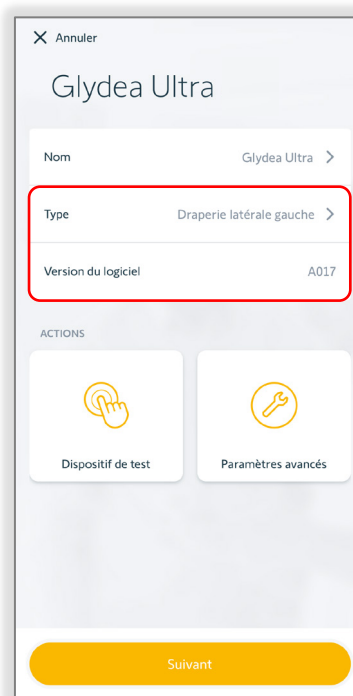 Annuler
Glydea Ultra
Nom Glydea Ultra
Type Draperie latérale gauche
Version du logiciel A017
ACTIONS
Dispositif de test Paramètres avancés
Suivant